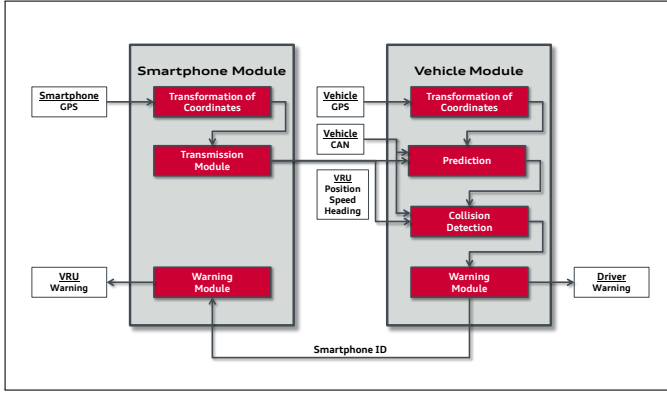 Smartphone Module
Vehicle Module
Smartphone
GPS
Transformation of
Coordinates
Vehicle
GPS
Transformation of
Coordinates
Vehicle
CAN
Transmission
Module
Prediction
VRU
Position
Speed
Heading
Collision
Detection
VRU
Warning
Warning
Module
Warning
Module
Driver
Warning
Smartphone ID